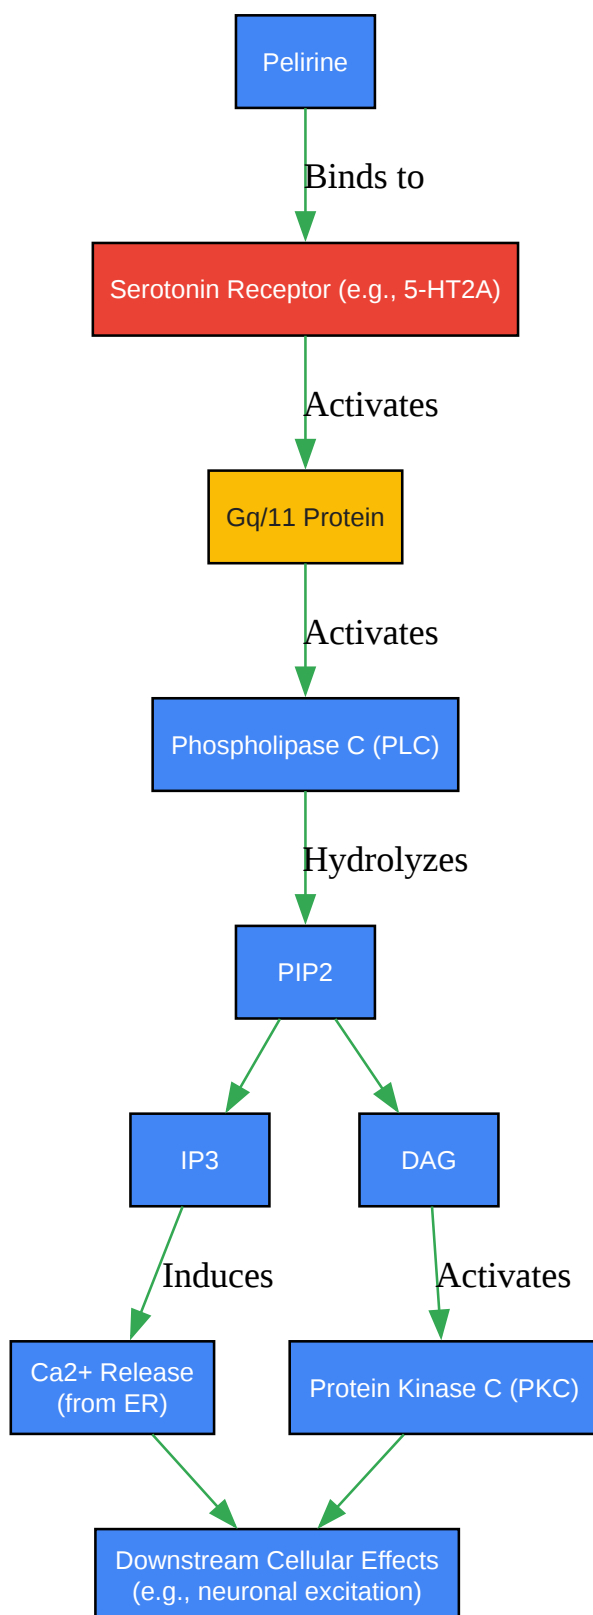 Pelirine
Binds to
Serotonin Receptor (e.g., 5-HT2A)
Activates
Gq/11 Protein
Activates
Phospholipase C (PLC)
Hydrolyzes
PIP2
IP3
DAG
Induces
Activates
Ca2+ Release
(from ER)
Protein Kinase C (PKC)
Downstream Cellular Effects
(e.g., neuronal excitation)